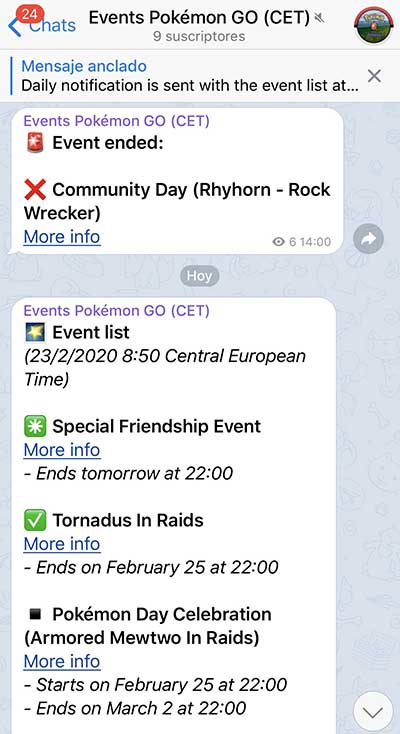 24
Chats
Events Pokémon GO (CET)
9 suscriptores
Mensaje anclado
Daily notification is sent with the event list at...
Events Pokémon GO (CET)
Event ended:
Community Day (Rhyhorn - Rock
Wrecker)
More info
6 14:00
Hoy
Events Pokémon GO (CET)
Event list
(23/2/2020 8:50 Central European
Time)
Special Friendship Event
More info
- Ends tomorrow at 22:00
Tornadus In Raids
More info
- Ends on February 25 at 22:00
Pokémon Day Celebration
(Armored Mewtwo In Raids)
More info
- Starts on February 25 at 22:00
- Ends on March 2 at 22:00